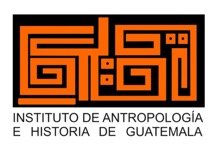 INSTITUTO DE ANTROPOLOGÍA
E HISTORIA DE GUATEMALA